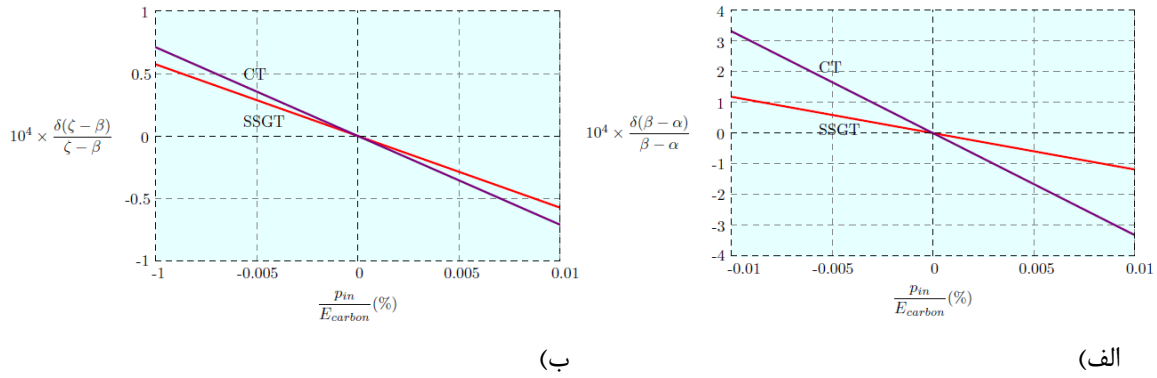 1
0.5
0
-0.5
-1
-1
-0.005
0
0.005
0.01
CT
SSGT
10⁴ × δ(ζ − β) / ζ − β
p_in / E_carbon (%)
ب)
4
3
2
1
0
-1
-2
-3
-4
-0.01
-0.005
0
0.005
0.01
CT
SSGT
10⁴ × δ(β − α) / β − α
p_in / E_carbon (%)
الف)